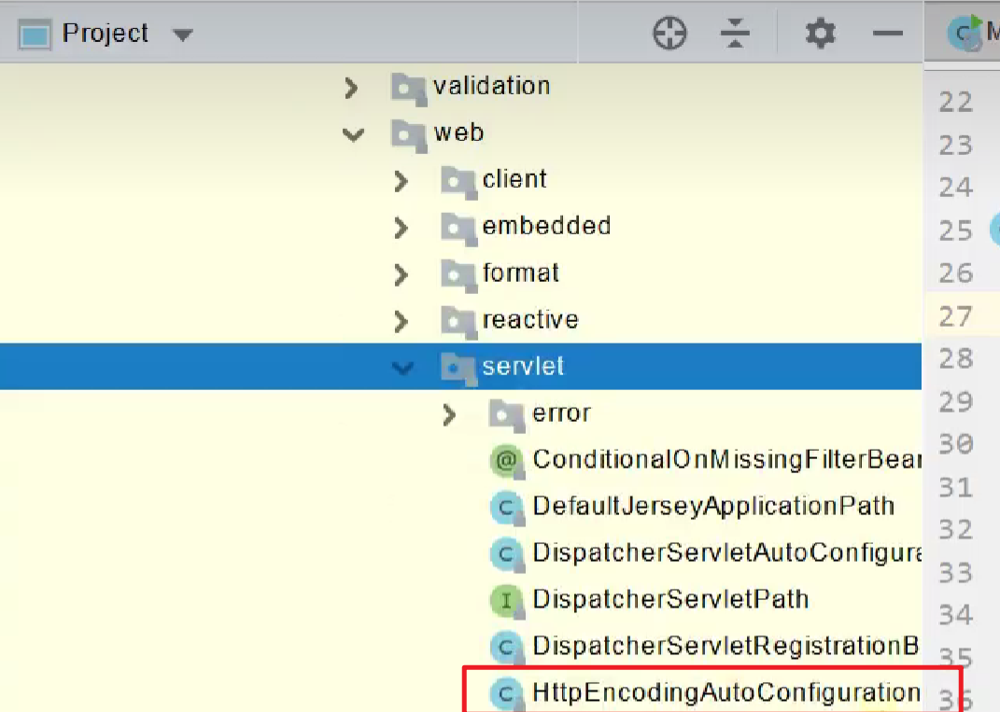 Project
validation
web
client
embedded
format
reactive
servlet
error
@ ConditionalOnMissingFilterBea
C DefaultJerseyApplicationPath
C DispatcherServletAutoConfigura
I DispatcherServletPath
C DispatcherServletRegistrationB
C HttpEncodingAutoConfiguration
C M
22
23
24
25
26
27
28
29
30
31
32
33
34
35
36